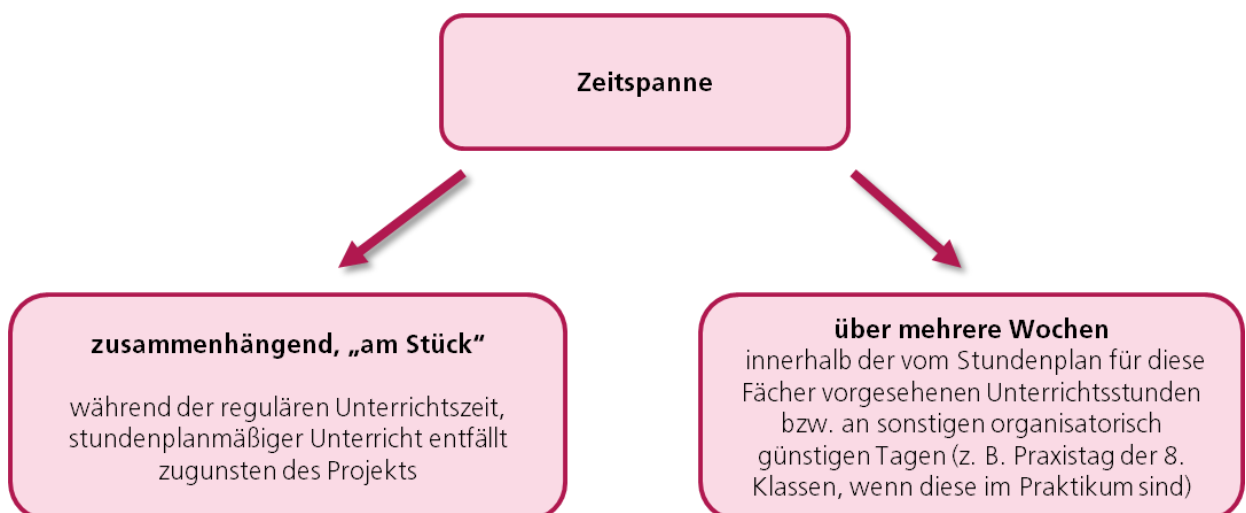 Zeitspanne
zusammenhängend, „am Stück“
während der regulären Unterrichtszeit,
stundenplanmäßiger Unterricht entfällt
zugunsten des Projekts
über mehrere Wochen
innerhalb der vom Stundenplan für diese
Fächer vorgesehenen Unterrichtsstunden
bzw. an sonstigen organisatorisch
günstigen Tagen (z. B. Praxistag der 8.
Klassen, wenn diese im Praktikum sind)